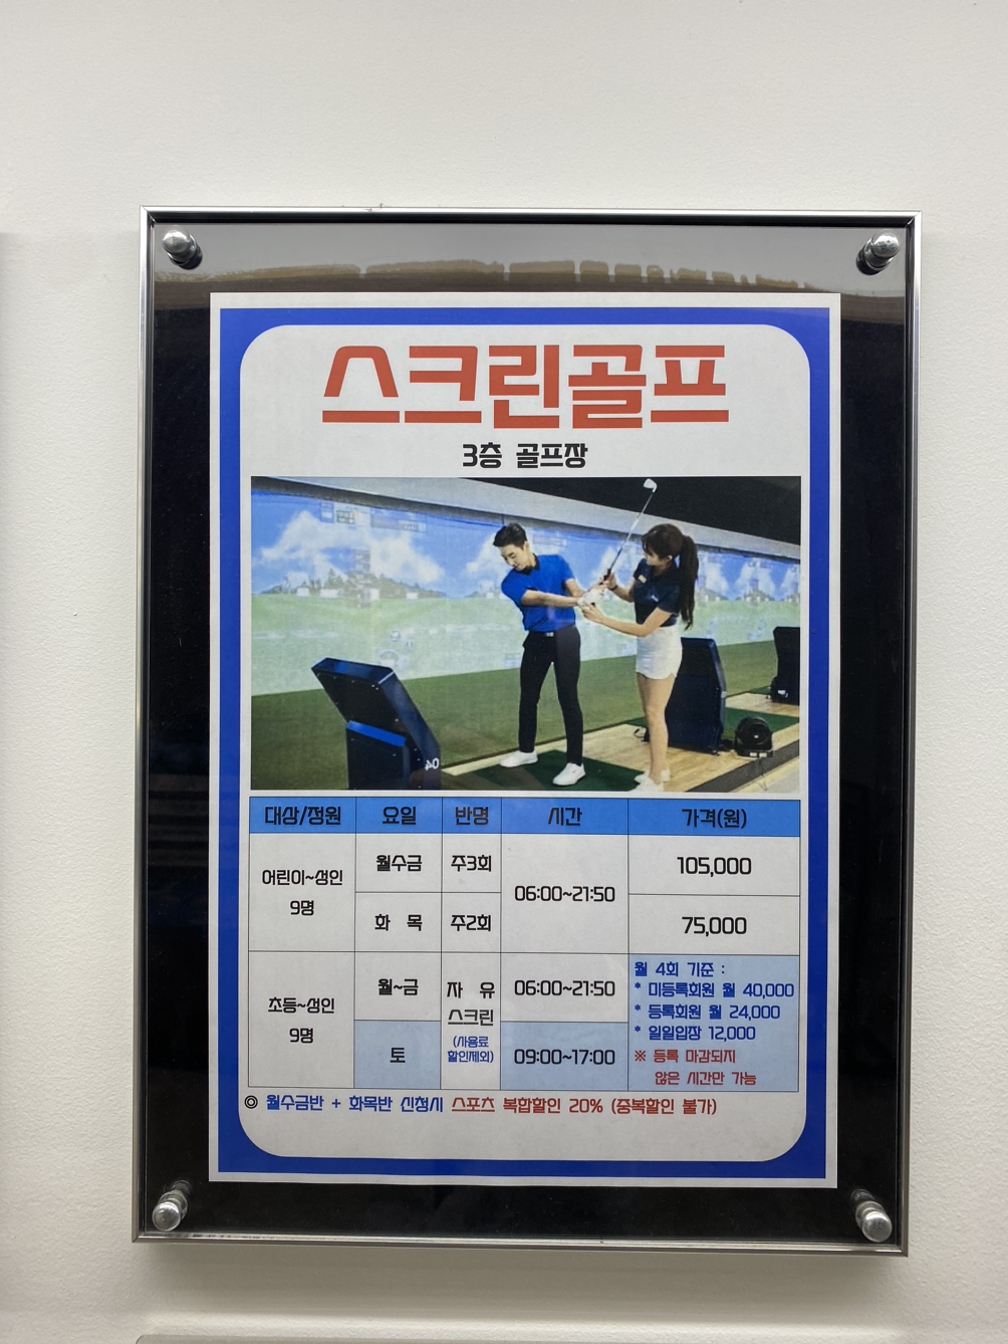 스크린골프
3층 골프장
04
대상/정원 요일 반명 시간 가격(원)
어린이~성인
9명
월수금 주3회 06:00~21:50 105,000
화 목 주2회 75,000
초등~성인
9명
월~금 06:00~21:50
토 09:00~17:00
자 유
스크린
(사용료
할인제외)
월 4회 기준 :
* 미등록회원 월 40,000
* 등록회원 월 24,000
* 일일입장 12,000
※ 등록 마감되지
않은 시간만 가능
◎ 월수금반 + 화목반 신청시 스포츠 복합할인 20% (중복할인 불가)